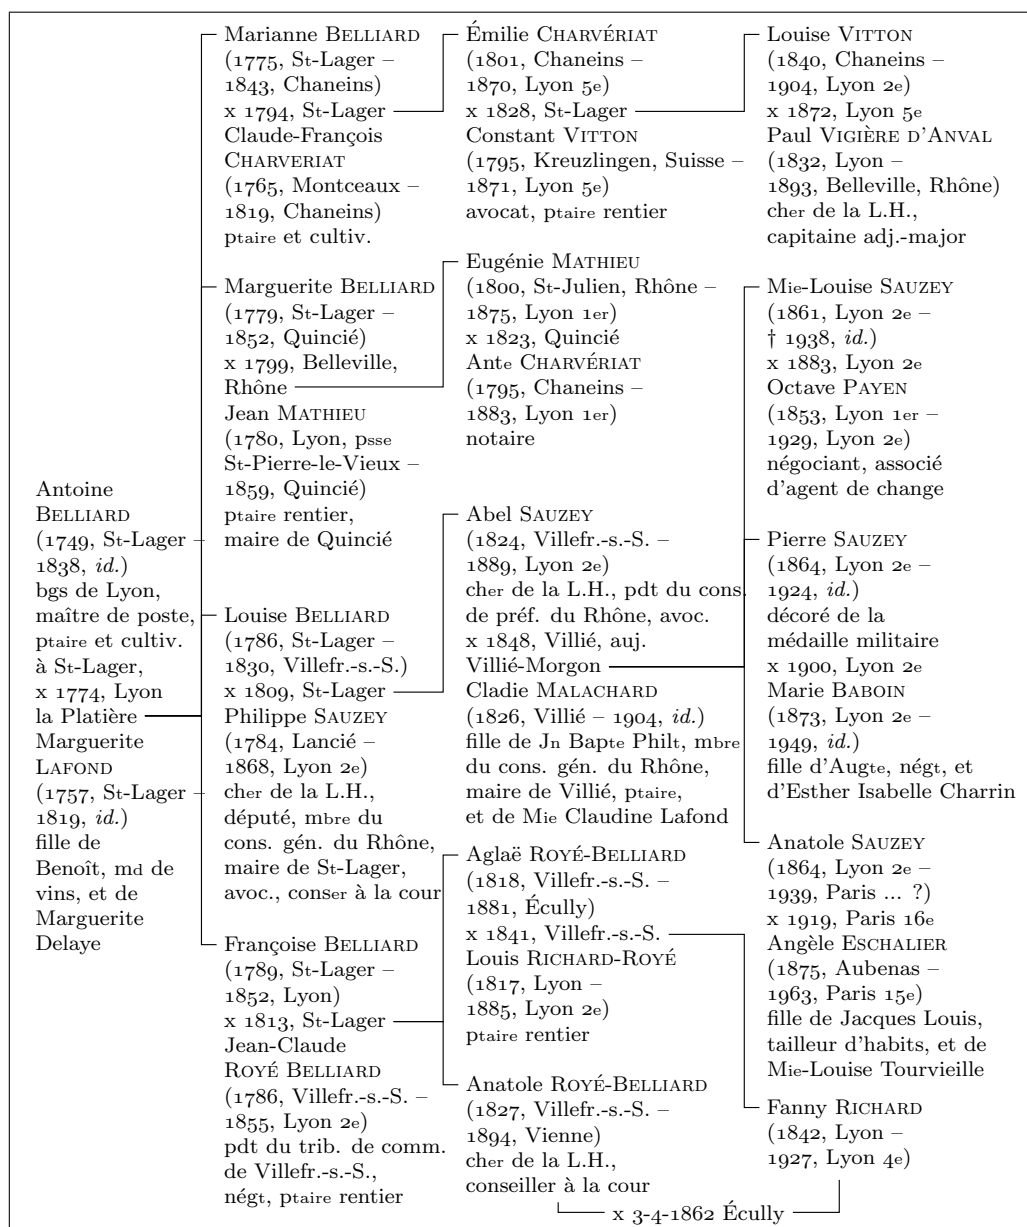 Antoine
BELLIARD
(1749, St-Lager –
1838, id.)
bgs de Lyon,
maître de poste,
ptaire et cultiv.
à St-Lager,
x 1774, Lyon
la Platière
Marguerite
LAFOND
(1757, St-Lager –
1819, id.)
fille de
Benoît, md de
vins, et de
Marguerite
Delaye
Marianne BELLIARD
(1775, St-Lager –
1843, Chaneins)
x 1794, St-Lager
Claude-François
CHARVERIAT
(1765, Montceaux –
1819, Chaneins)
ptaire et cultiv.
Marguerite BELLIARD
(1779, St-Lager –
1852, Quincié)
x 1799, Belleville,
Rhône
Jean MATHIEU
(1780, Lyon, psse
St-Pierre-le-Vieux –
1859, Quincié)
ptaire rentier,
maire de Quincié
Louise BELLIARD
(1786, St-Lager –
1830, Villefr.-s.-S.)
x 1809, St-Lager
Philippe SAUZEY
(1784, Lancié –
1868, Lyon 2e)
cher de la L.H.,
député, mbre du
cons. gén. du Rhône,
maire de St-Lager,
avoc., conser à la cour
Françoise BELLIARD
(1789, St-Lager –
1852, Lyon)
x 1813, St-Lager
Jean-Claude
ROYÉ BELLIARD
(1786, Villefr.-s.-S. –
1855, Lyon 2e)
pdt du trib. de comm.
de Villefr.-s.-S.,
négt, ptaire rentier
Émilie CHARVÉRIAT
(1801, Chaneins –
1870, Lyon 5e)
x 1828, St-Lager
Constant VITTON
(1795, Kreuzlingen, Suisse –
1871, Lyon 5e)
avocat, ptaire rentier
Eugénie MATHIEU
(1800, St-Julien, Rhône –
1875, Lyon 1er)
x 1823, Quincié
Ante CHARVÉRIAT
(1795, Chaneins –
1883, Lyon 1er)
notaire
Abel SAUZEY
(1824, Villefr.-s.-S. –
1889, Lyon 2e)
cher de la L.H., pdt du cons.
de préf. du Rhône, avoc.
x 1848, Villié, auj.
Villié-Morgon
Cladie MALACHARD
(1826, Villié – 1904, id.)
fille de Jn Bapte Philt, mbre
du cons. gén. du Rhône,
maire de Villié, ptaire,
et de Mie Claudine Lafond
Aglaë ROYÉ-BELLIARD
(1818, Villefr.-s.-S. –
1881, Écully)
x 1841, Villefr.-s.-S.
Louis RICHARD-ROYÉ
(1817, Lyon –
1885, Lyon 2e)
ptaire rentier
Anatole ROYÉ-BELLIARD
(1827, Villefr.-s.-S. –
1894, Vienne)
cher de la L.H.,
conseiller à la cour
Louise VITTON
(1840, Chaneins –
1904, Lyon 2e)
x 1872, Lyon 5e
Paul VIGIÈRE D'ANVAL
(1832, Lyon –
1893, Belleville, Rhône)
cher de la L.H.,
capitaine adj.-major
Mie-Louise SAUZEY
(1861, Lyon 2e –
† 1938, id.)
x 1883, Lyon 2e
Octave PAYEN
(1853, Lyon 1er –
1929, Lyon 2e)
négociant, associé
d'agent de change
Pierre SAUZEY
(1864, Lyon 2e –
1924, id.)
décoré de la
médaille militaire
x 1900, Lyon 2e
Marie BABOIN
(1873, Lyon 2e –
1949, id.)
fille d'Augte, négt, et
d'Esther Isabelle Charrin
Anatole SAUZEY
(1864, Lyon 2e –
1939, Paris ... ?)
x 1919, Paris 16e
Angèle ESCHALIER
(1875, Aubenas –
1963, Paris 15e)
fille de Jacques Louis,
tailleur d'habits, et de
Mie-Louise Tourvieille
Fanny RICHARD
(1842, Lyon –
1927, Lyon 4e)
x 3-4-1862 Écully